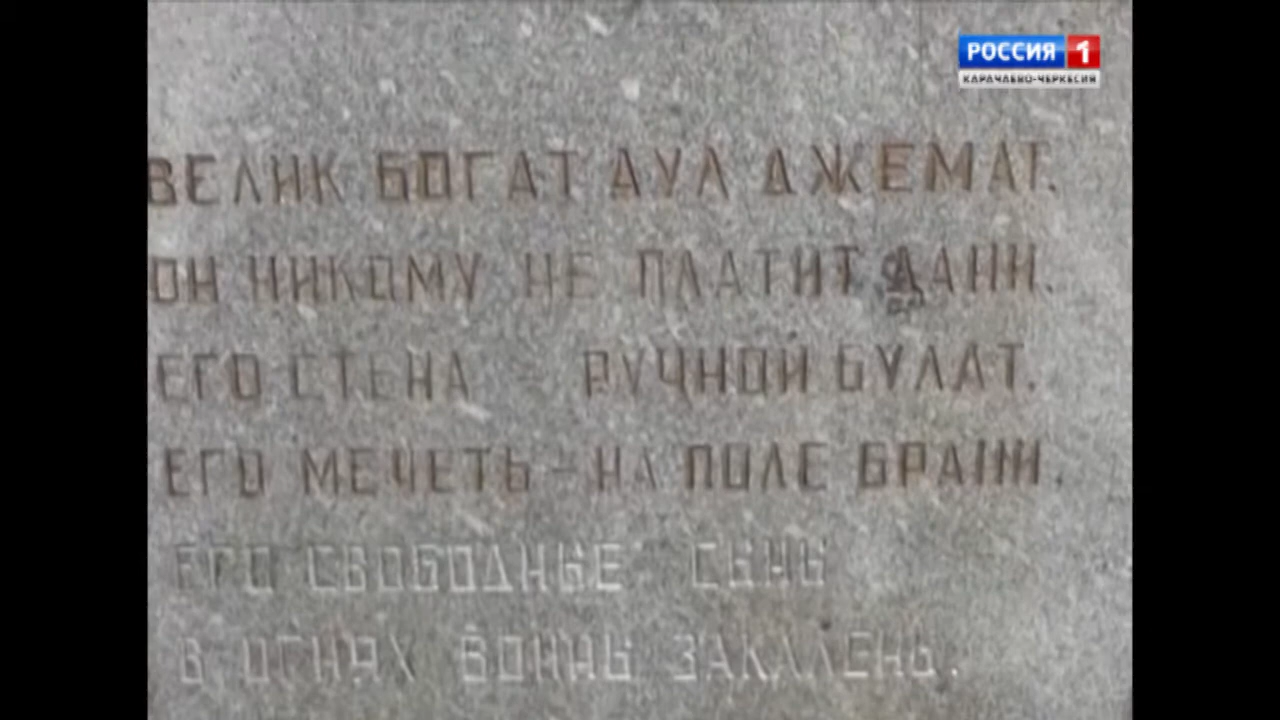 РОССИЯ 1
КАРАЧАЕВО-ЧЕРКЕСИЯ
ВЕЛИК БОГАТ АУЛ ДЖЕМАТ.
ОН НИКОМУ НЕ ПЛАТИТ ДАНИ.
ЕГО СТЕНА - РУЧНОЙ БУЛАТ.
ЕГО МЕЧЕТЬ - НА ПОЛЕ БРАНИ.
ЕГО СВОБОДНЫЕ СЫНЫ
В ОГНЯХ ВОЙНЫ ЗАКАЛЕНЫ.